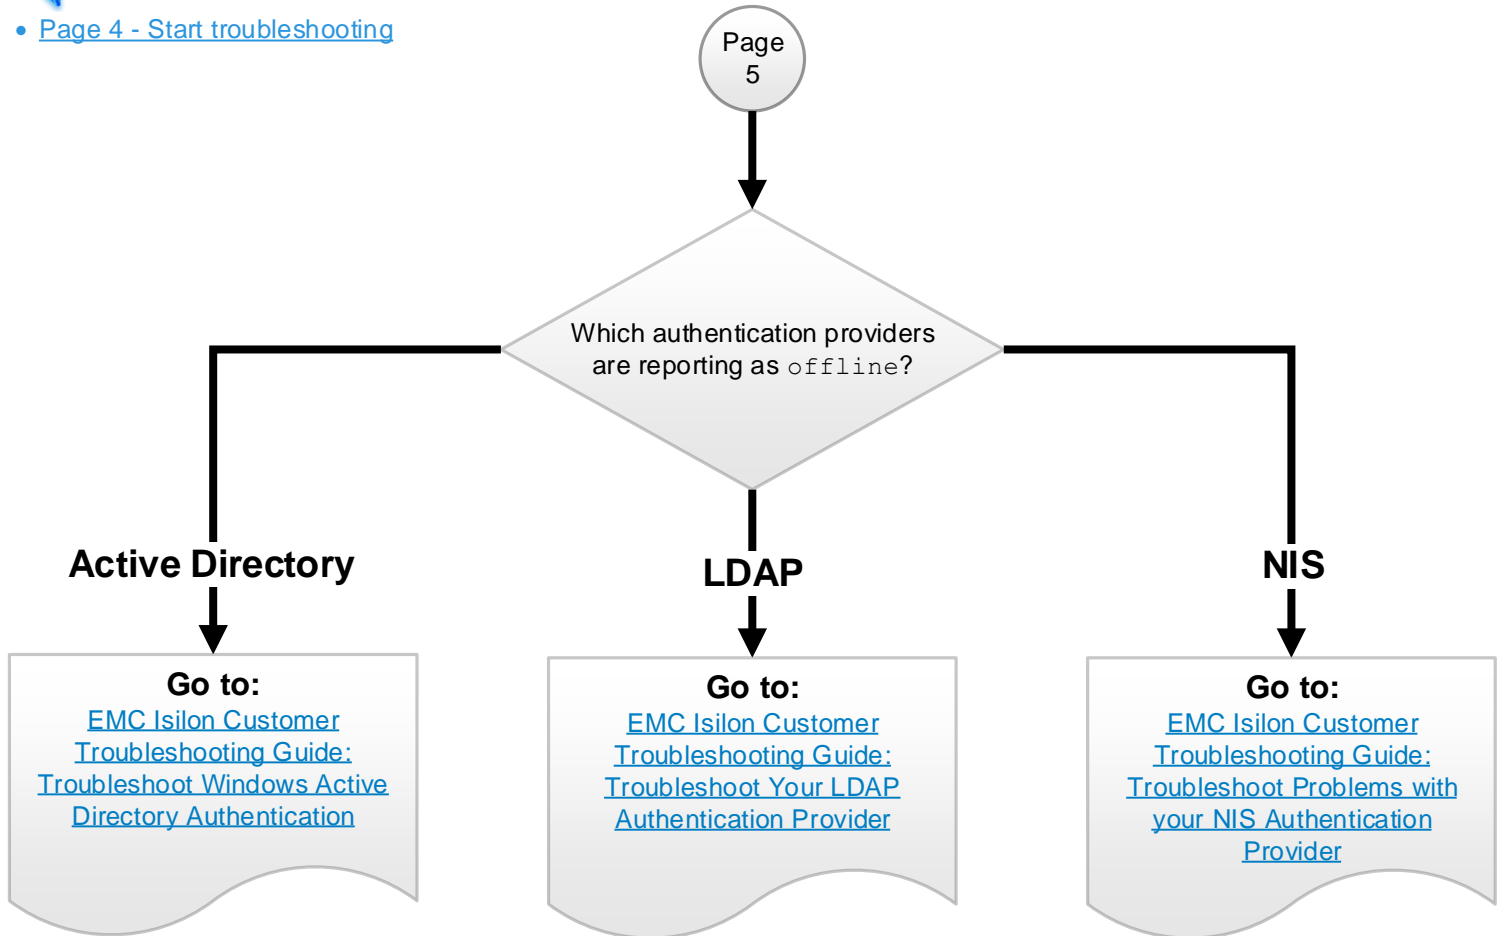 Page 4 - Start troubleshooting
Page
5
Which authentication providers
are reporting as offline?
Active Directory
LDAP
NIS
Go to:
EMC Isilon Customer
Troubleshooting Guide:
Troubleshoot Windows Active
Directory Authentication
Go to:
EMC Isilon Customer
Troubleshooting Guide:
Troubleshoot Your LDAP
Authentication Provider
Go to:
EMC Isilon Customer
Troubleshooting Guide:
Troubleshoot Problems with
your NIS Authentication
Provider